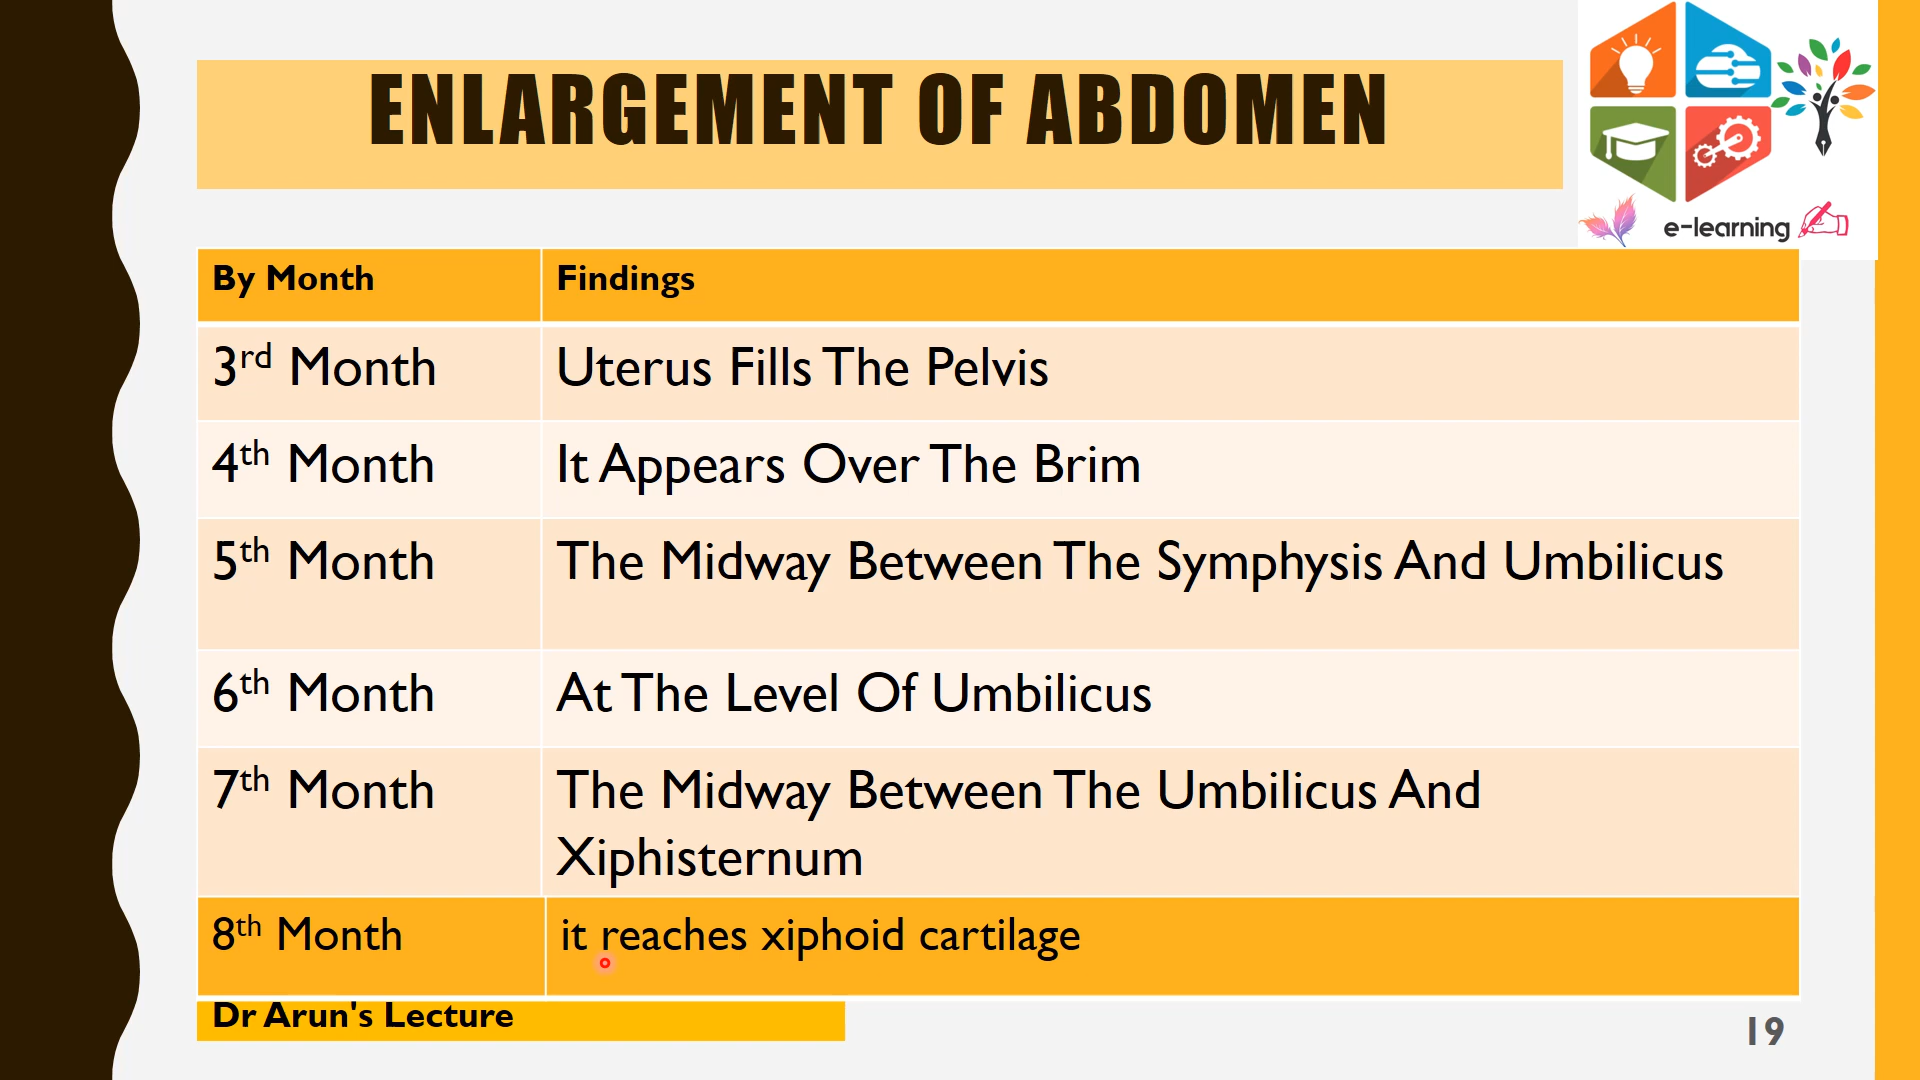 ENLARGEMENT OF ABDOMEN
e-learning
By Month
Findings
3rd Month
Uterus Fills The Pelvis
4th Month
It Appears Over The Brim
5th Month
The Midway Between The Symphysis And Umbilicus
6th Month
At The Level Of Umbilicus
7th Month
The Midway Between The Umbilicus And
Xiphisternum
8th Month
it reaches xiphoid cartilage
Dr Arun's Lecture
19